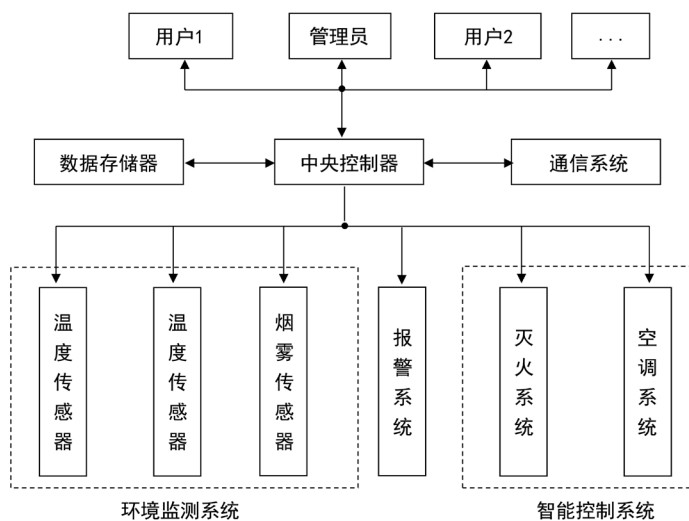 用户1
管理员
用户2
...
数据存储器
中央控制器
通信系统
温度传感器
温度传感器
烟雾传感器
报警系统
灭火系统
空调系统
环境监测系统
智能控制系统